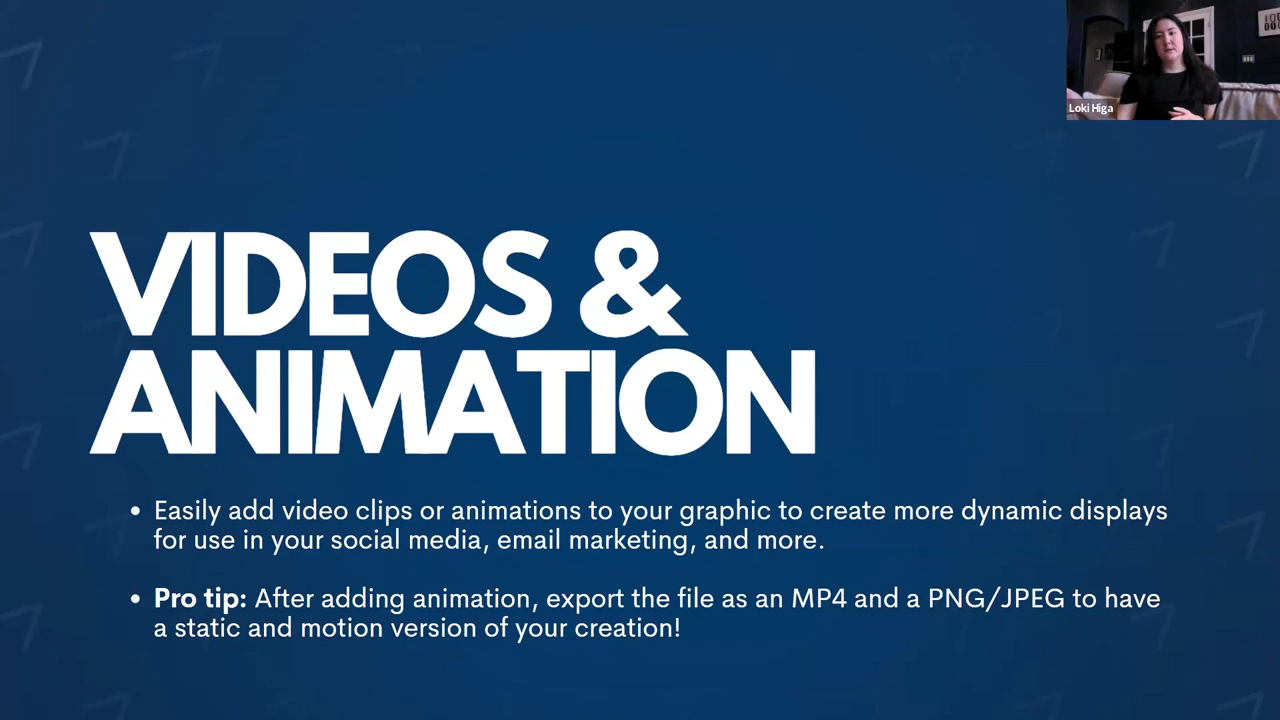 Loki Higa
VIDEOS &
ANIMATION
• Easily add video clips or animations to your graphic to create more dynamic displays
for use in your social media, email marketing, and more.
• Pro tip: After adding animation, export the file as an MP4 and a PNG/JPEG to have
a static and motion version of your creation!